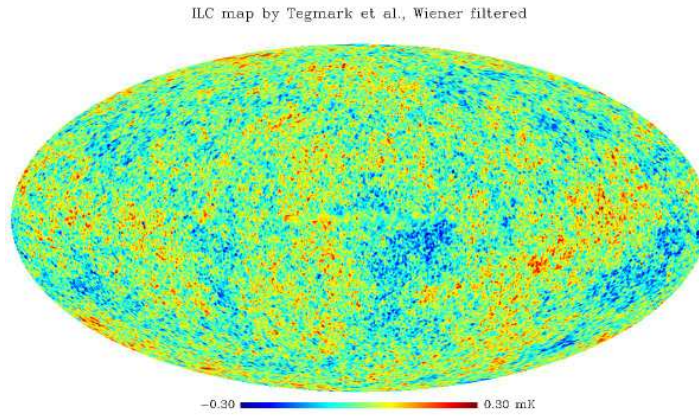 ILC map by Tegmark et al., Wiener filtered
−0.30 0.30 mK